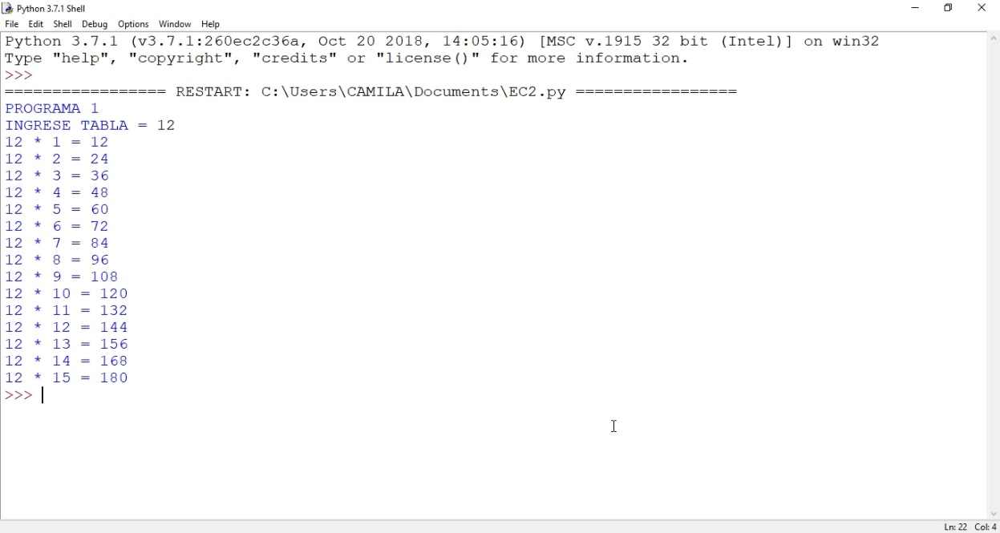 Python 3.7.1 Shell
File Edit Shell Debug Options Window Help
Python 3.7.1 (v3.7.1:260ec2c36a, Oct 20 2018, 14:05:16) [MSC v.1915 32 bit (Intel)] on win32
Type "help", "copyright", "credits" or "license()" for more information.
>>>
================= RESTART: C:\Users\CAMILA\Documents\EC2.py =================
PROGRAMA 1
INGRESE TABLA = 12
12 * 1 = 12
12 * 2 = 24
12 * 3 = 36
12 * 4 = 48
12 * 5 = 60
12 * 6 = 72
12 * 7 = 84
12 * 8 = 96
12 * 9 = 108
12 * 10 = 120
12 * 11 = 132
12 * 12 = 144
12 * 13 = 156
12 * 14 = 168
12 * 15 = 180
>>>
Ln: 22 Col: 4